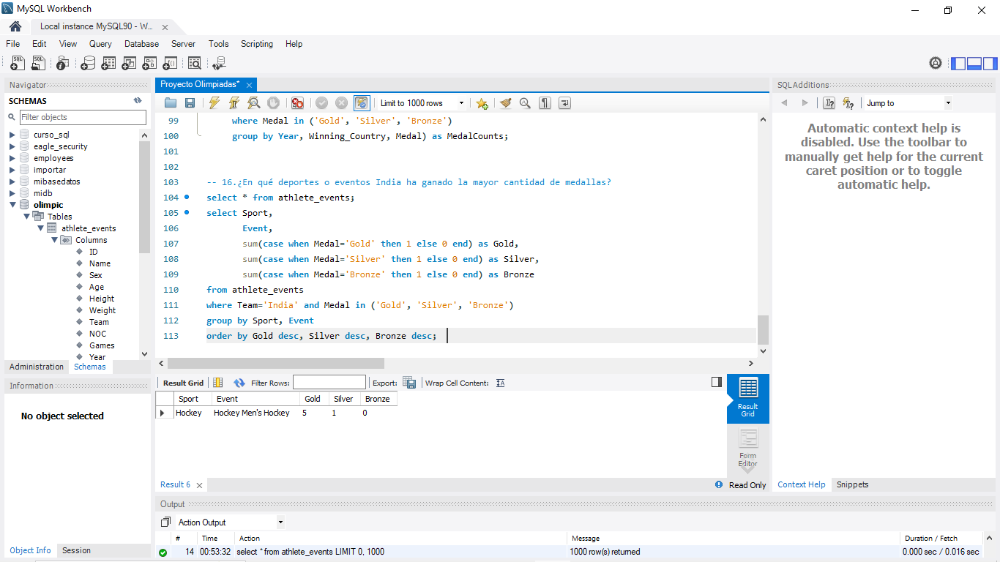 MySQL Workbench
Local instance MySQL90 - W...
File Edit View Query Database Server Tools Scripting Help
Navigator
SCHEMAS
Filter objects
curso_sql
eagle_security
employees
importar
mibasedatos
midb
olimpic
Tables
athlete_events
Columns
ID
Name
Sex
Age
Height
Weight
Team
NOC
Games
Year
Administration Schemas
Information
No object selected
Object Info Session
Proyecto Olimpiadas*
Limit to 1000 rows
99 where Medal in ('Gold', 'Silver', 'Bronze')
100 group by Year, Winning_Country, Medal) as MedalCounts;
101
102
103 -- 16.¿En qué deportes o eventos India ha ganado la mayor cantidad de medallas?
104 select * from athlete_events;
105 select Sport,
106 Event,
107 sum(case when Medal='Gold' then 1 else 0 end) as Gold,
108 sum(case when Medal='Silver' then 1 else 0 end) as Silver,
109 sum(case when Medal='Bronze' then 1 else 0 end) as Bronze
110 from athlete_events
111 where Team='India' and Medal in ('Gold', 'Silver', 'Bronze')
112 group by Sport, Event
113 order by Gold desc, Silver desc, Bronze desc;
Result Grid Filter Rows: Export: Wrap Cell Content:
Sport Event Gold Silver Bronze
Hockey Hockey Men's Hockey 5 1 0
Result Grid
Form Editor
Result 6
Read Only
SQLAdditions
Jump to
Automatic context help is
disabled. Use the toolbar to
manually get help for the current
caret position or to toggle
automatic help.
Context Help Snippets
Output
Action Output
# Time Action Message Duration / Fetch
14 00:53:32 select * from athlete_events LIMIT 0, 1000 1000 row(s) returned 0.000 sec / 0.016 sec